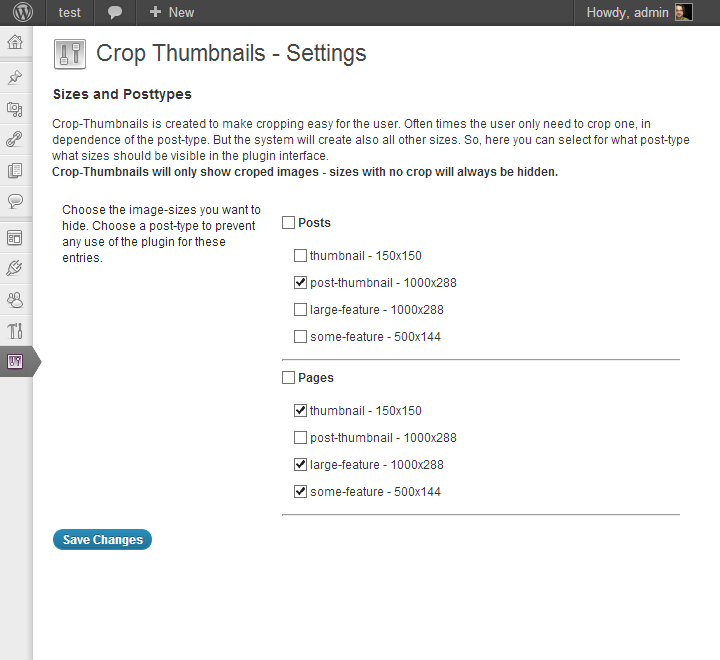 test
New
Howdy, admin
Crop Thumbnails - Settings
Sizes and Posttypes
Crop-Thumbnails is created to make cropping easy for the user. Often times the user only need to crop one, in
dependence of the post-type. But the system will create also all other sizes. So, here you can select for what post-type
what sizes should be visible in the plugin interface.
Crop-Thumbnails will only show croped images - sizes with no crop will always be hidden.
Choose the image-sizes you want to
hide. Choose a post-type to prevent
any use of the plugin for these
entries.
Posts
thumbnail - 150x150
post-thumbnail - 1000x288
large-feature - 1000x288
some-feature - 500x144
Pages
thumbnail - 150x150
post-thumbnail - 1000x288
large-feature - 1000x288
some-feature - 500x144
Save Changes